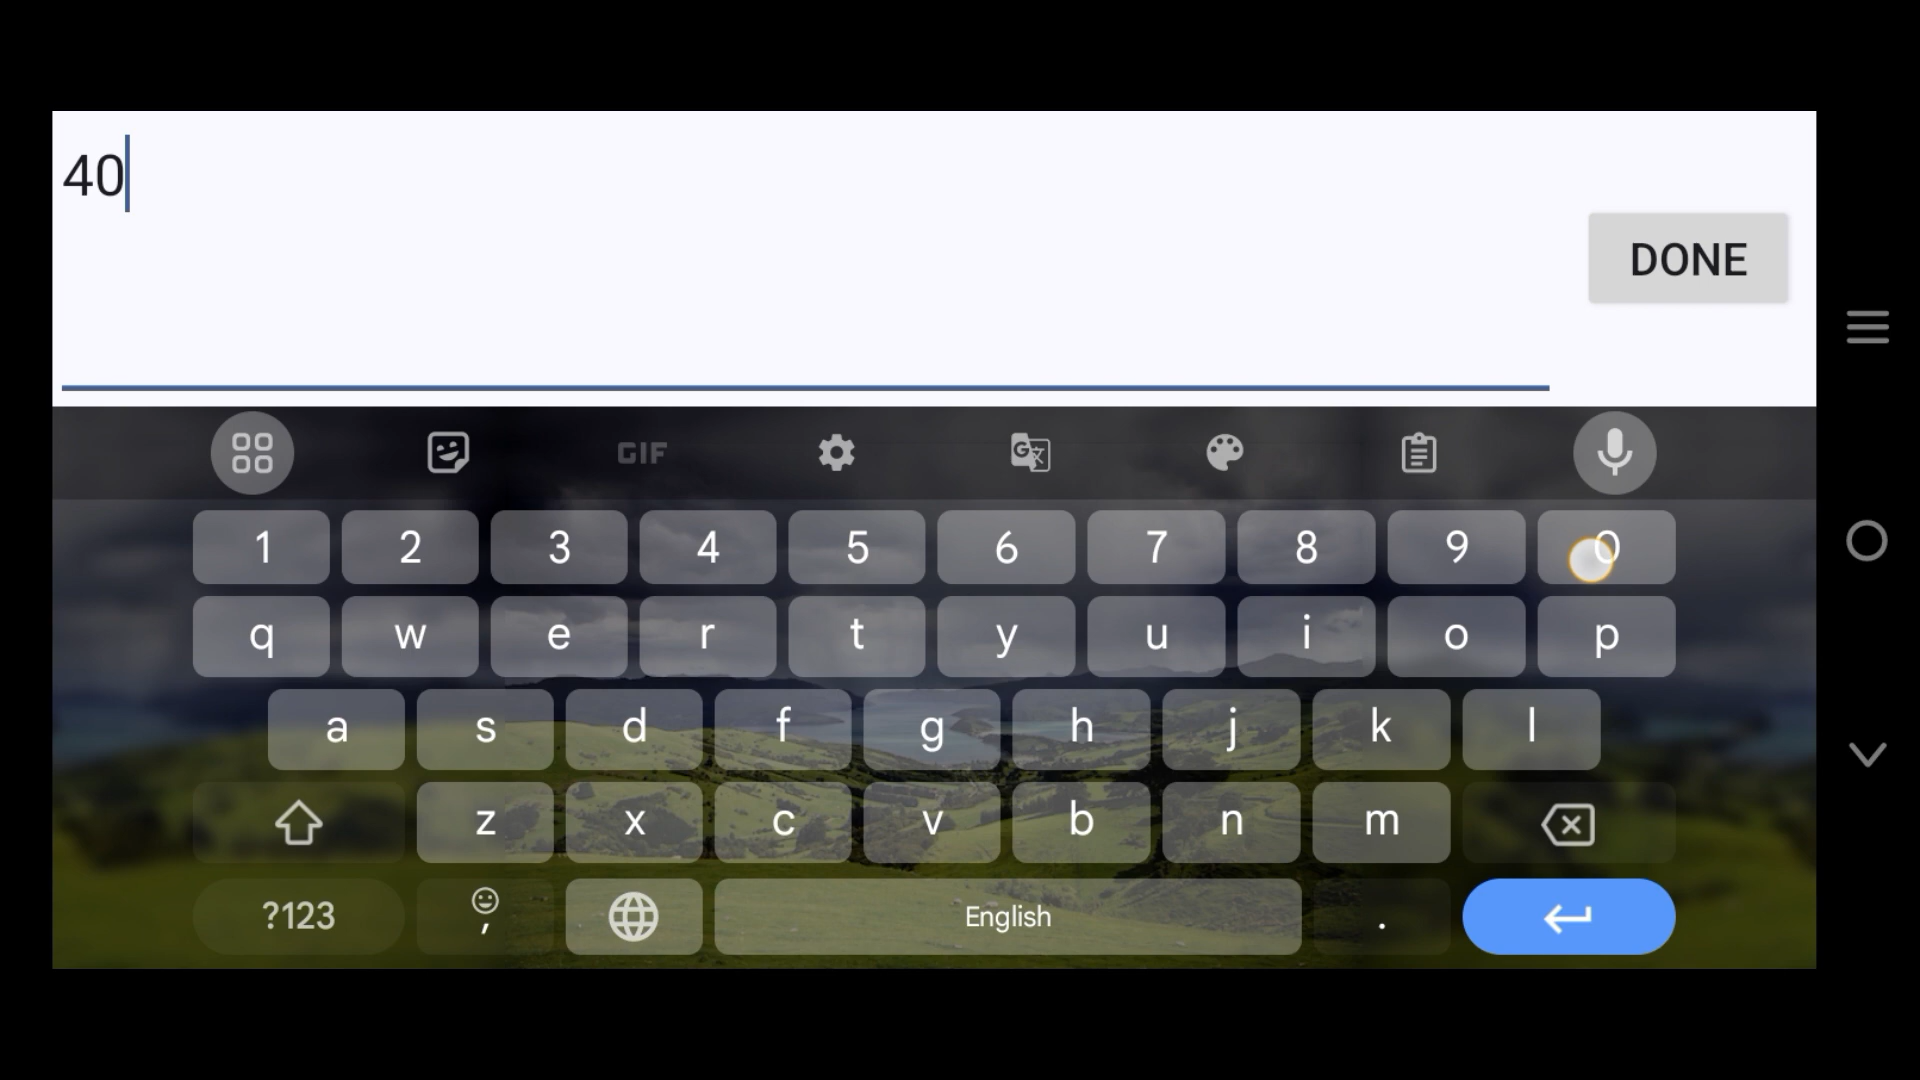 40
DONE
GIF
1 2 3 4 5 6 7 8 9 0
q w e r t y u i o p
a s d f g h j k l
z x c v b n m
?123 , English .